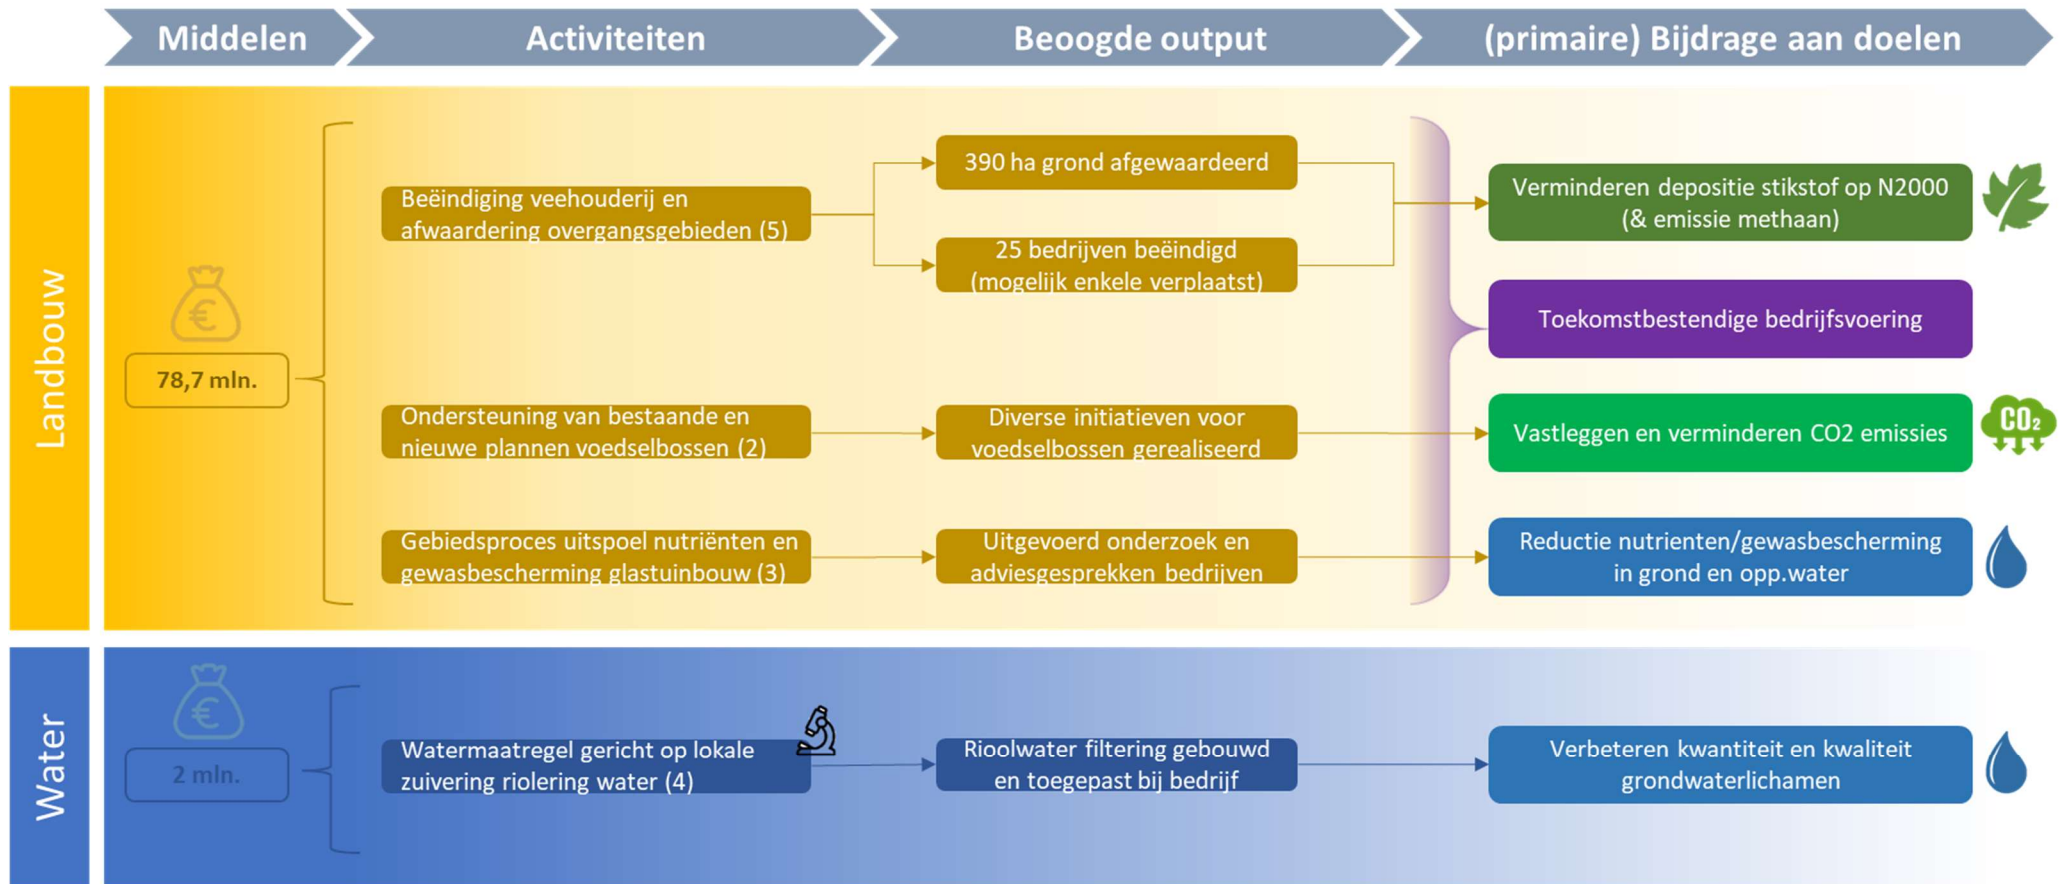 Middelen
Activiteiten
Beoogde output
(primaire) Bijdrage aan doelen
Landbouw
78,7 mln.
Beëindiging veehouderij en
afwaardering overgangsgebieden (5)
390 ha grond afgewaardeerd
25 bedrijven beëindigd
(mogelijk enkele verplaatst)
Verminderen depositie stikstof op N2000
(& emissie methaan)
Toekomstbestendige bedrijfsvoering
Ondersteuning van bestaande en
nieuwe plannen voedselbossen (2)
Diverse initiatieven voor
voedselbossen gerealiseerd
Vastleggen en verminderen CO2 emissies
CO₂
Gebiedsproces uitspoel nutriënten en
gewasbescherming glastuinbouw (3)
Uitgevoerd onderzoek en
adviesgesprekken bedrijven
Reductie nutrienten/gewasbescherming
in grond en opp.water
Water
2 mln.
Watermaatregel gericht op lokale
zuivering riolering water (4)
Rioolwater filtering gebouwd
en toegepast bij bedrijf
Verbeteren kwantiteit en kwaliteit
grondwaterlichamen